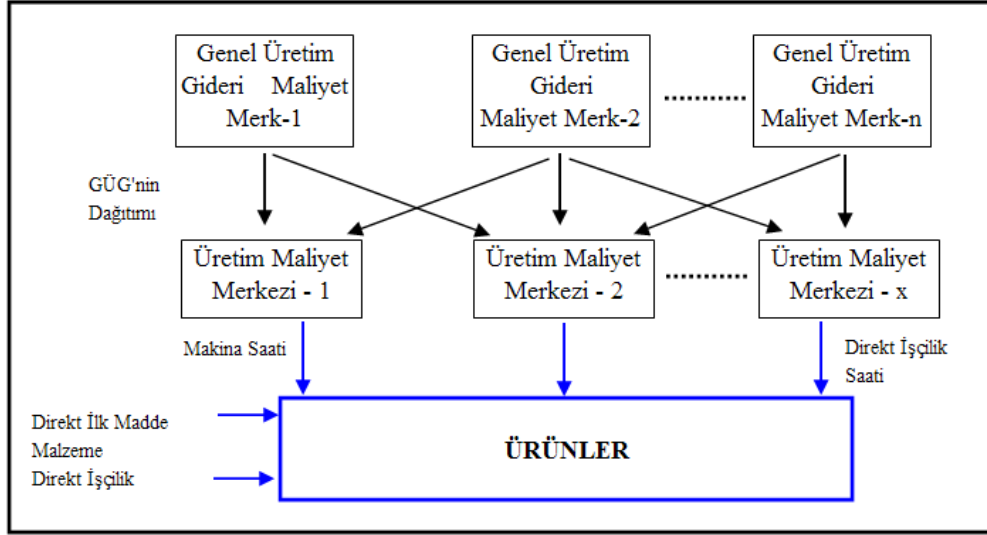 Genel Üretim
Gideri Maliyet
Merk-1
Genel Üretim
Gideri
Maliyet Merk-2
Genel Üretim
Gideri
Maliyet Merk-n
GÜG'nin
Dağıtımı
Üretim Maliyet
Merkezi - 1
Üretim Maliyet
Merkezi - 2
Üretim Maliyet
Merkezi - x
Makina Saati
Direkt İşçilik
Saati
Direkt İlk Madde
Malzeme
Direkt İşçilik
ÜRÜNLER